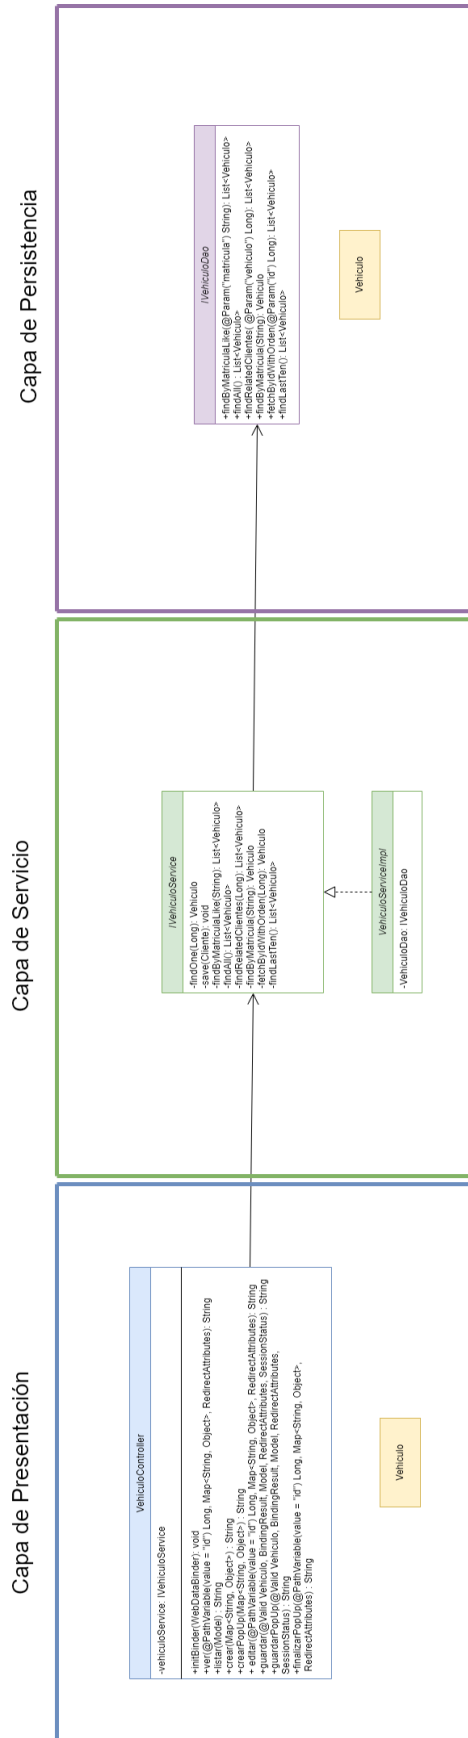 Capa de Presentación
VehiculoController
-vehiculoService: IVehiculoService
+initBinder(WebDataBinder): void
+ver(@PathVariable(value = "id") Long, Map<String, Object>, RedirectAttributes): String
+listar(Model) : String
+crear(Map<String, Object>) : String
+crearPopUp(Map<String, Object>) : String
+ editar(@PathVariable(value = "id") Long, Map<String, Object>, RedirectAttributes): String
+guardar(@Valid Vehiculo, BindingResult, Model, RedirectAttributes, SessionStatus) : String
+guardarPopUp(@Valid Vehiculo, BindingResult, Model, RedirectAttributes,
SessionStatus) : String
+finalizarPopUp(@PathVariable(value = "id") Long, Map<String, Object>,
RedirectAttributes) : String
Vehiculo
Capa de Servicio
IVehiculoService
-findOne(Long): Vehiculo
-save(Cliente): void
-findByMatriculaLike(String): List<Vehiculo>
-findAll(): List<Vehiculo>
-findRelatedClientes(Long): List<Vehiculo>
-findByMatricula(String): Vehiculo
-fetchByIdWithOrden(Long): Vehiculo
-findLastTen(): List<Vehiculo>
VehiculoServiceImpl
-VehiculoDao: IVehiculoDao
Capa de Persistencia
IVehiculoDao
+findByMatriculaLike(@Param("matricula") String): List<Vehiculo>
+findAll() : List<Vehiculo>
+findRelatedClientes( @Param("vehiculo") Long): List<Vehiculo>
+findByMatricula(String): Vehiculo
+fetchByIdWithOrden(@Param("id") Long): List<Vehiculo>
+findLastTen(): List<Vehiculo>
Vehiculo